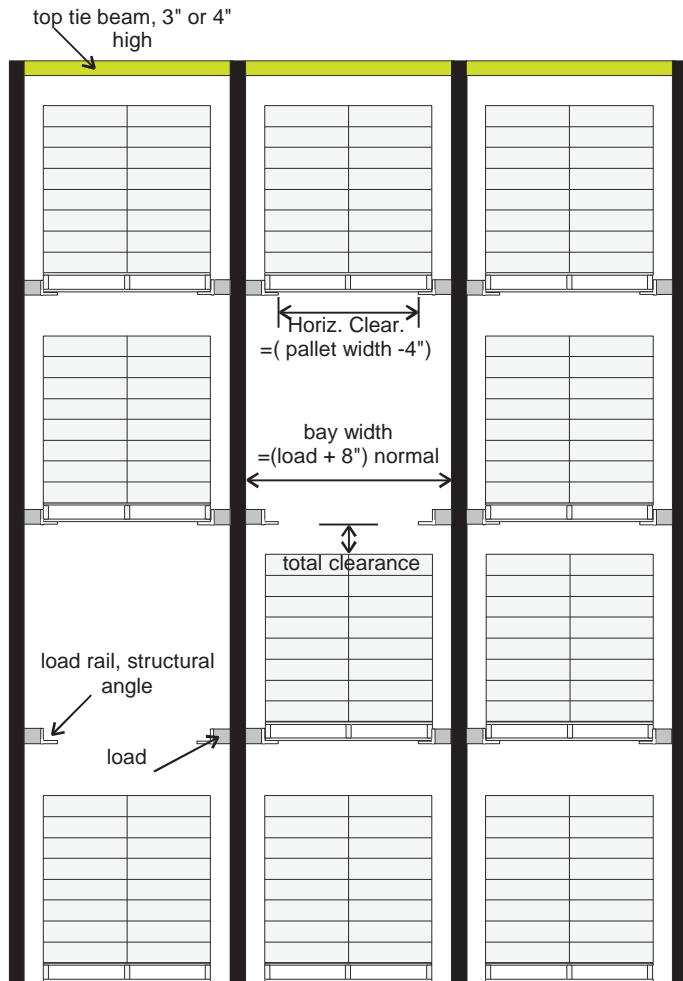 top tie beam, 3" or 4"
high
Horiz. Clear.
=( pallet width -4")
bay width
=(load + 8") normal
total clearance
load rail, structural
angle
load